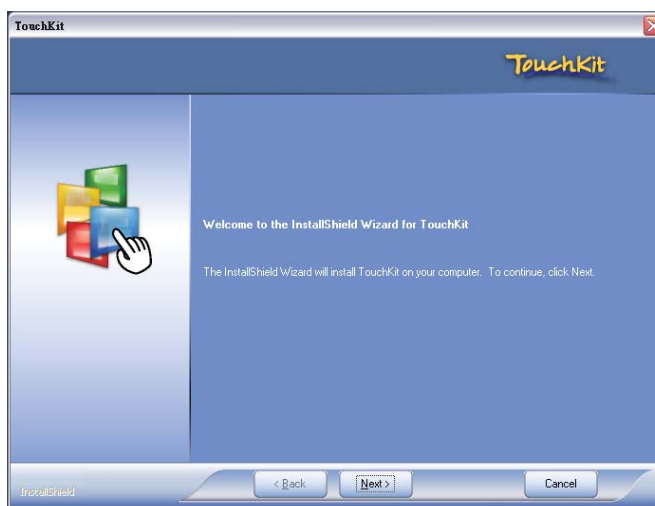 TouchKit
TouchKit
Welcome to the InstallShield Wizard for TouchKit
The InstallShield Wizard will install TouchKit on your computer. To continue, click Next.
InstallShield
< Back
Next >
Cancel